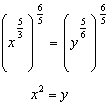 (x^{5/3})^{6/5} = (y^{5/6})^{6/5}
x^2 = y